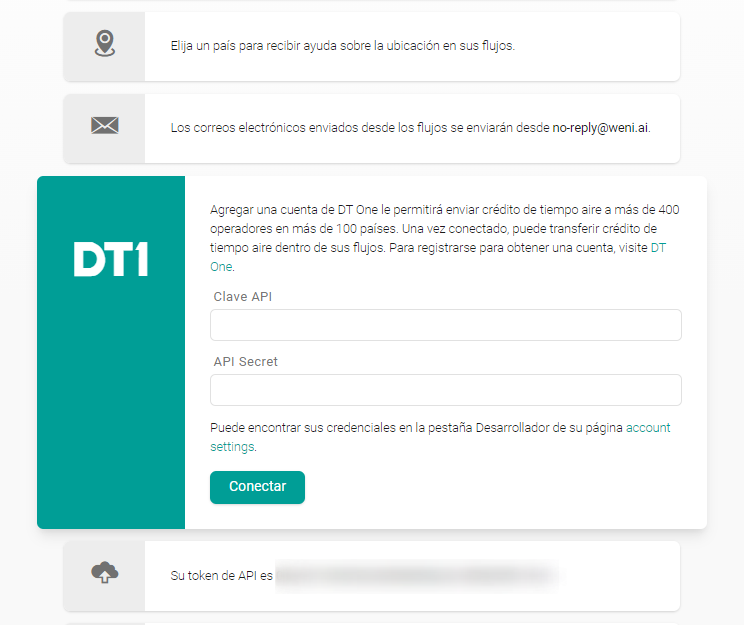 Elija un país para recibir ayuda sobre la ubicación en sus flujos.
Los correos electrónicos enviados desde los flujos se enviarán desde no-reply@weni.ai.
DT1
Agregar una cuenta de DT One le permitirá enviar crédito de tiempo aire a más de 400
operadores en más de 100 países. Una vez conectado, puede transferir crédito de
tiempo aire dentro de sus flujos. Para registrarse para obtener una cuenta, visite DT
One.
Clave API
API Secret
Puede encontrar sus credenciales en la pestaña Desarrollador de su página account
settings.
Conectar
Su token de API es